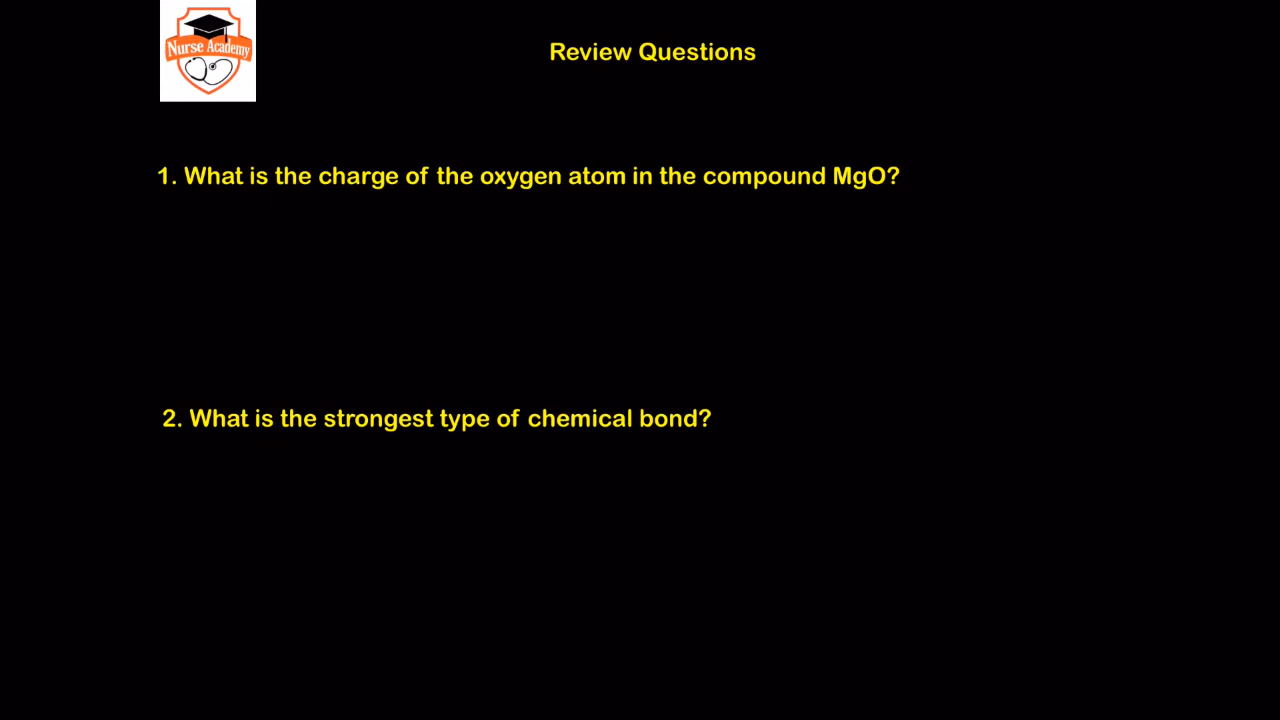 Nurse Academy
Review Questions
1. What is the charge of the oxygen atom in the compound MgO?
2. What is the strongest type of chemical bond?